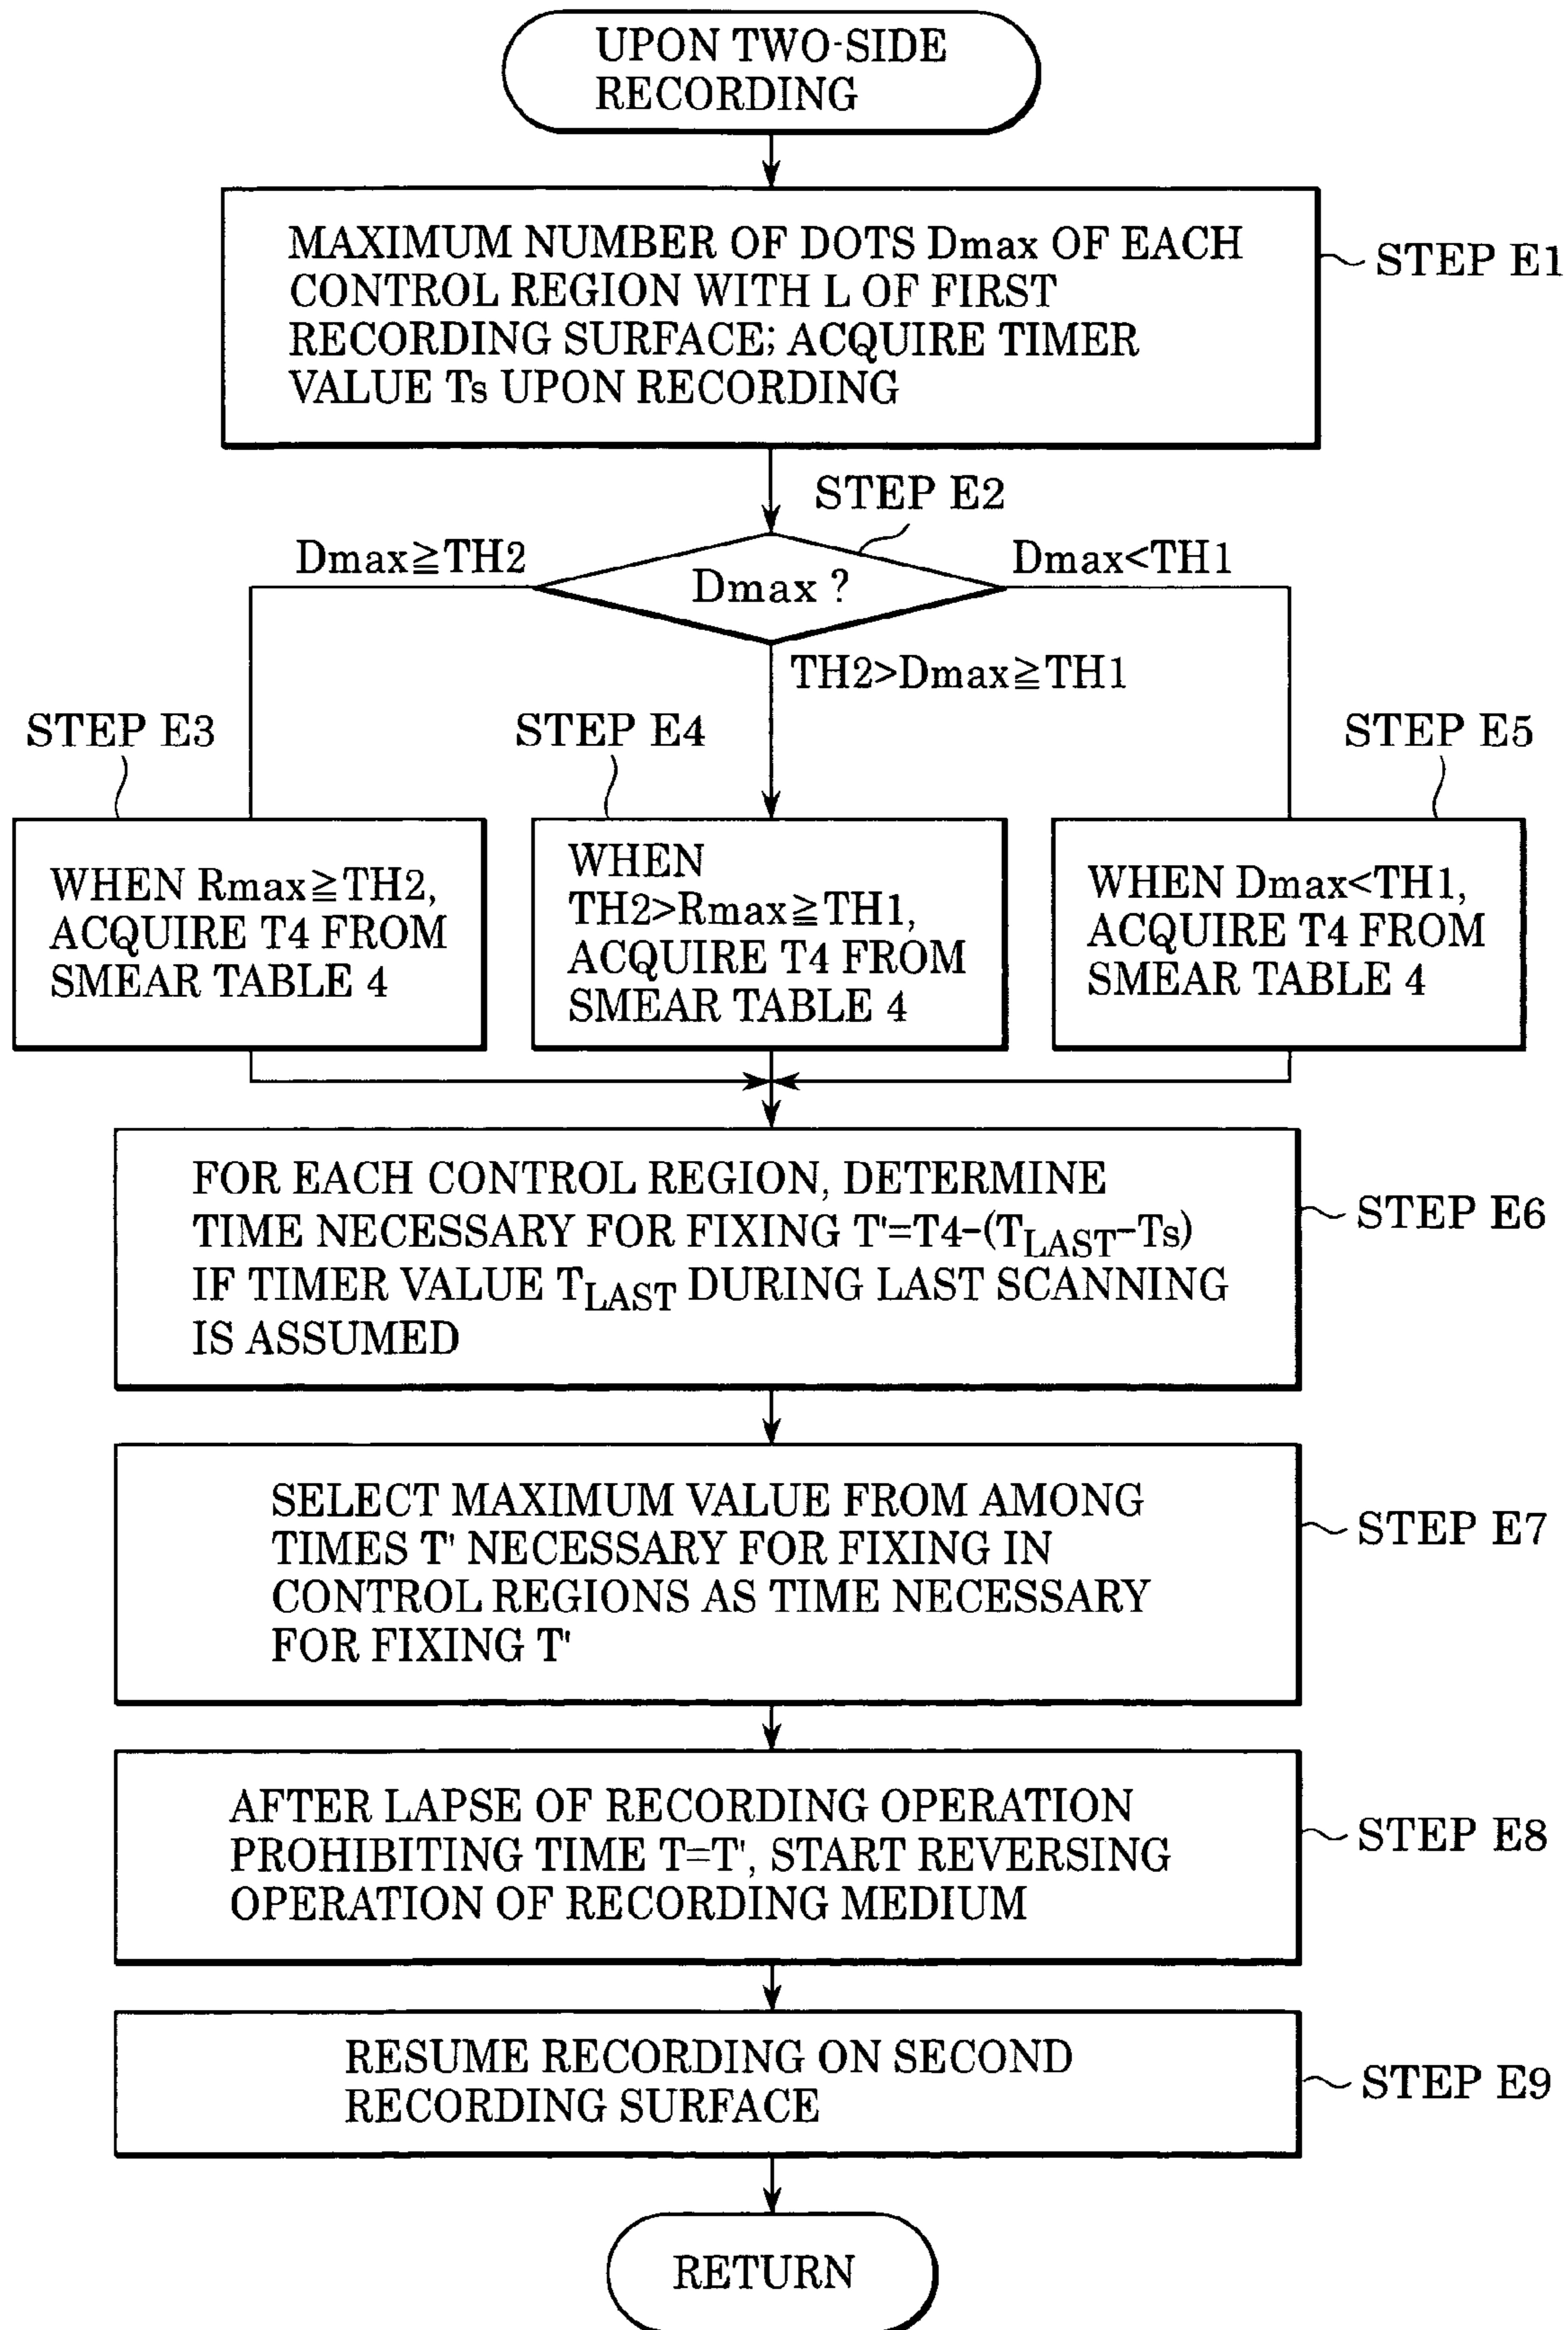 UPON TWO-SIDE
RECORDING
MAXIMUM NUMBER OF DOTS Dmax OF EACH
CONTROL REGION WITH L OF FIRST
RECORDING SURFACE; ACQUIRE TIMER
VALUE Ts UPON RECORDING
STEP E1
STEP E2
Dmax≧TH2
Dmax ?
Dmax<TH1
TH2>Dmax≧TH1
STEP E3
STEP E4
STEP E5
WHEN Rmax≧TH2,
ACQUIRE T4 FROM
SMEAR TABLE 4
WHEN
TH2>Rmax≧TH1,
ACQUIRE T4 FROM
SMEAR TABLE 4
WHEN Dmax<TH1,
ACQUIRE T4 FROM
SMEAR TABLE 4
FOR EACH CONTROL REGION, DETERMINE
TIME NECESSARY FOR FIXING T'=T4-(TLAST-Ts)
IF TIMER VALUE TLAST DURING LAST SCANNING
IS ASSUMED
STEP E6
SELECT MAXIMUM VALUE FROM AMONG
TIMES T' NECESSARY FOR FIXING IN
CONTROL REGIONS AS TIME NECESSARY
FOR FIXING T'
STEP E7
AFTER LAPSE OF RECORDING OPERATION
PROHIBITING TIME T=T', START REVERSING
OPERATION OF RECORDING MEDIUM
STEP E8
RESUME RECORDING ON SECOND
RECORDING SURFACE
STEP E9
RETURN